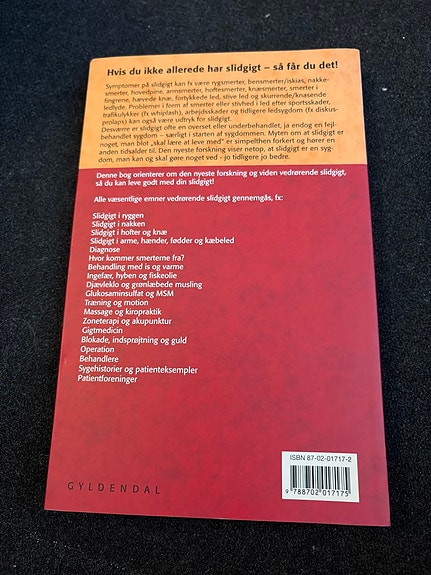 Hvis du ikke allerede har slidgigt – så får du det!
Symptomer på slidgigt kan fx være rygsmerter, bensmerter/iskias, nakke-
smerter, hovedpine, armsmerter, hoftesmerter, knæsmerter, smerter i
fingrene, hævede knæ, fortykkede led, stive led og skurrende/knasende
ledlyde. Problemer i form af smerter eller stivhed i led efter sportsskader,
trafikulykker (fx whiplash), arbejdsskader og tidligere ledsygdom (fx diskus-
prolaps) kan også være udtryk for slidgigt.
Desværre er slidgigt ofte en overset eller underbehandlet, ja endog en fejl-
behandlet sygdom – særligt i starten af sygdommen. Myten om at slidgigt er
noget, man blot „skal lære at leve med" er simpelthen forkert og hører en
anden tidsalder til. Den nyeste forskning viser netop, at slidgigt er en syg-
dom, man kan og skal gøre noget ved - jo tidligere jo bedre.
Denne bog orienterer om den nyeste forskning og viden vedrørende slidgigt,
så du kan leve godt med din slidgigt!
Alle væsentlige emner vedrørende slidgigt gennemgås, fx:
Slidgigt i ryggen
Slidgigt i nakken
Slidgigt i hofter og knæ
Slidgigt i arme, hænder, fødder og kæbeled
Diagnose
Hvor kommer smerterne fra?
Behandling med is og varme
Ingefær, hyben og fiskeolie
Djævleklo og grønlæbede musling
Glukosaminsulfat og MSM
Træning og motion
Massage og kiropraktik
Zoneterapi og akupunktur
Gigtmedicin
Blokade, indsprøjtning og guld
Operation
Behandlere
Sygehistorier og patienteksempler
Patientforeninger
ISBN 87-02-01717-2
9 788702 017175
GYLDENDAL